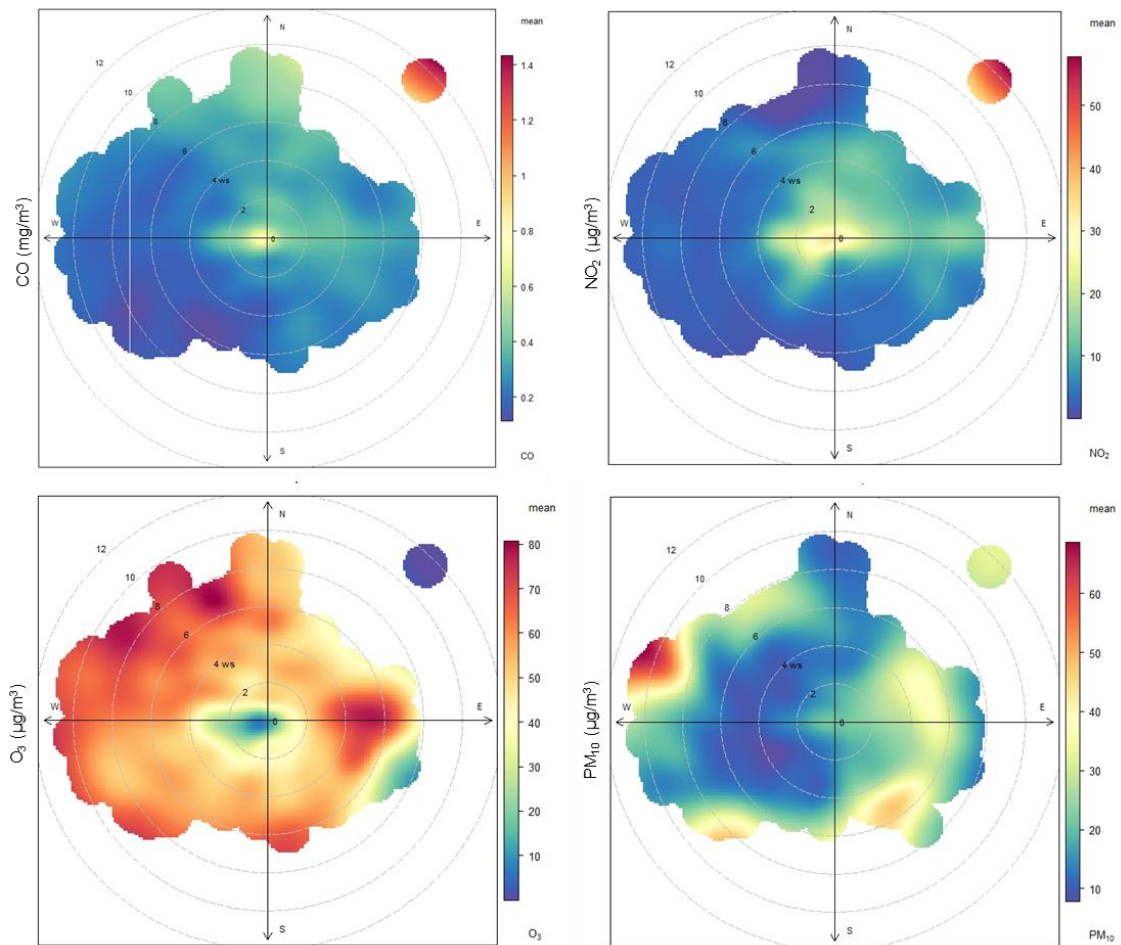 mean
N
12
10
8
6
4 ws
2
0
W
E
S
CO (mg/m³)
1.4
1.2
1
0.8
0.6
0.4
0.2
CO
mean
N
12
10
8
6
4 ws
2
0
W
E
S
NO₂ (µg/m³)
50
40
30
20
10
NO₂
mean
N
12
10
8
6
4 ws
2
0
W
E
S
O₃ (µg/m³)
80
70
60
50
40
30
20
10
O₃
mean
N
12
10
8
6
4 ws
2
0
W
E
S
PM₁₀ (µg/m³)
60
50
40
30
20
10
PM₁₀